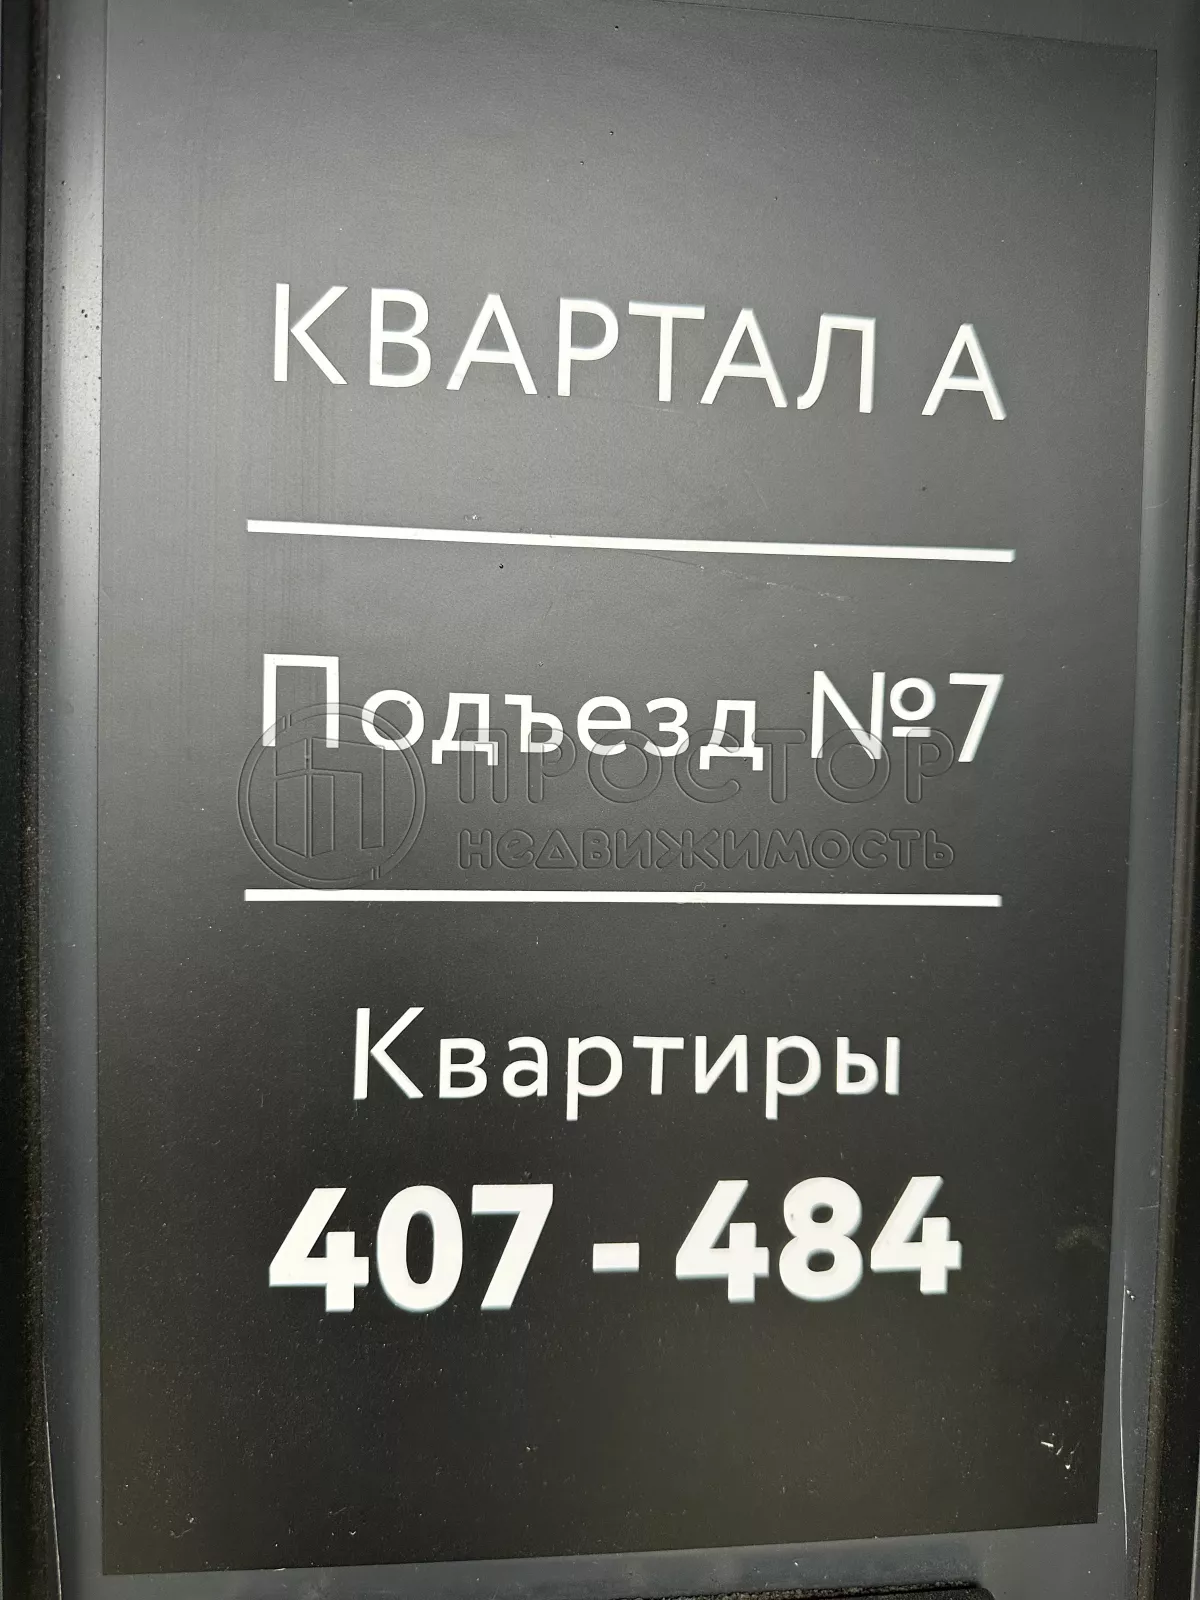 КВАРТАЛ А
Подъезд №7
ПРОСТОР
НЕДВИЖИМОСТЬ
Квартиры
407 - 484